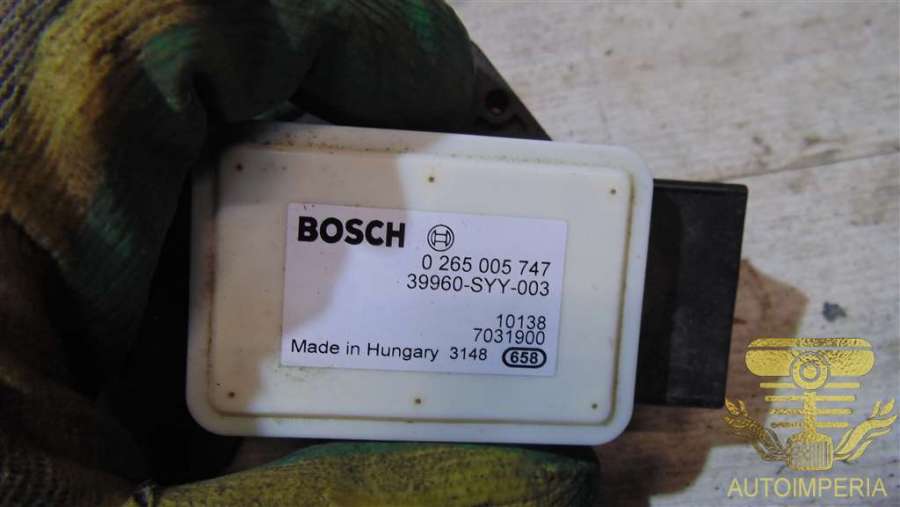 BOSCH
0 265 005 747
39960-SYY-003
10138
7031900
Made in Hungary 3148 658
AUTOIMPERIA